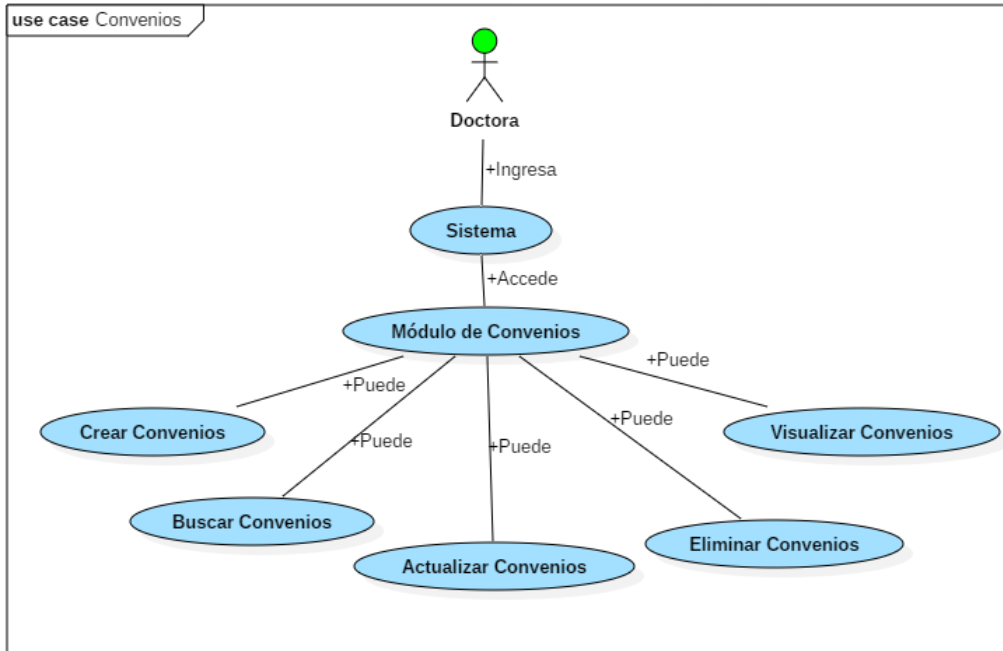 use case Convenios
Doctora
+Ingresa
Sistema
+Accede
Módulo de Convenios
+Puede
+Puede
+Puede
+Puede
+Puede
Crear Convenios
Visualizar Convenios
Buscar Convenios
Eliminar Convenios
Actualizar Convenios